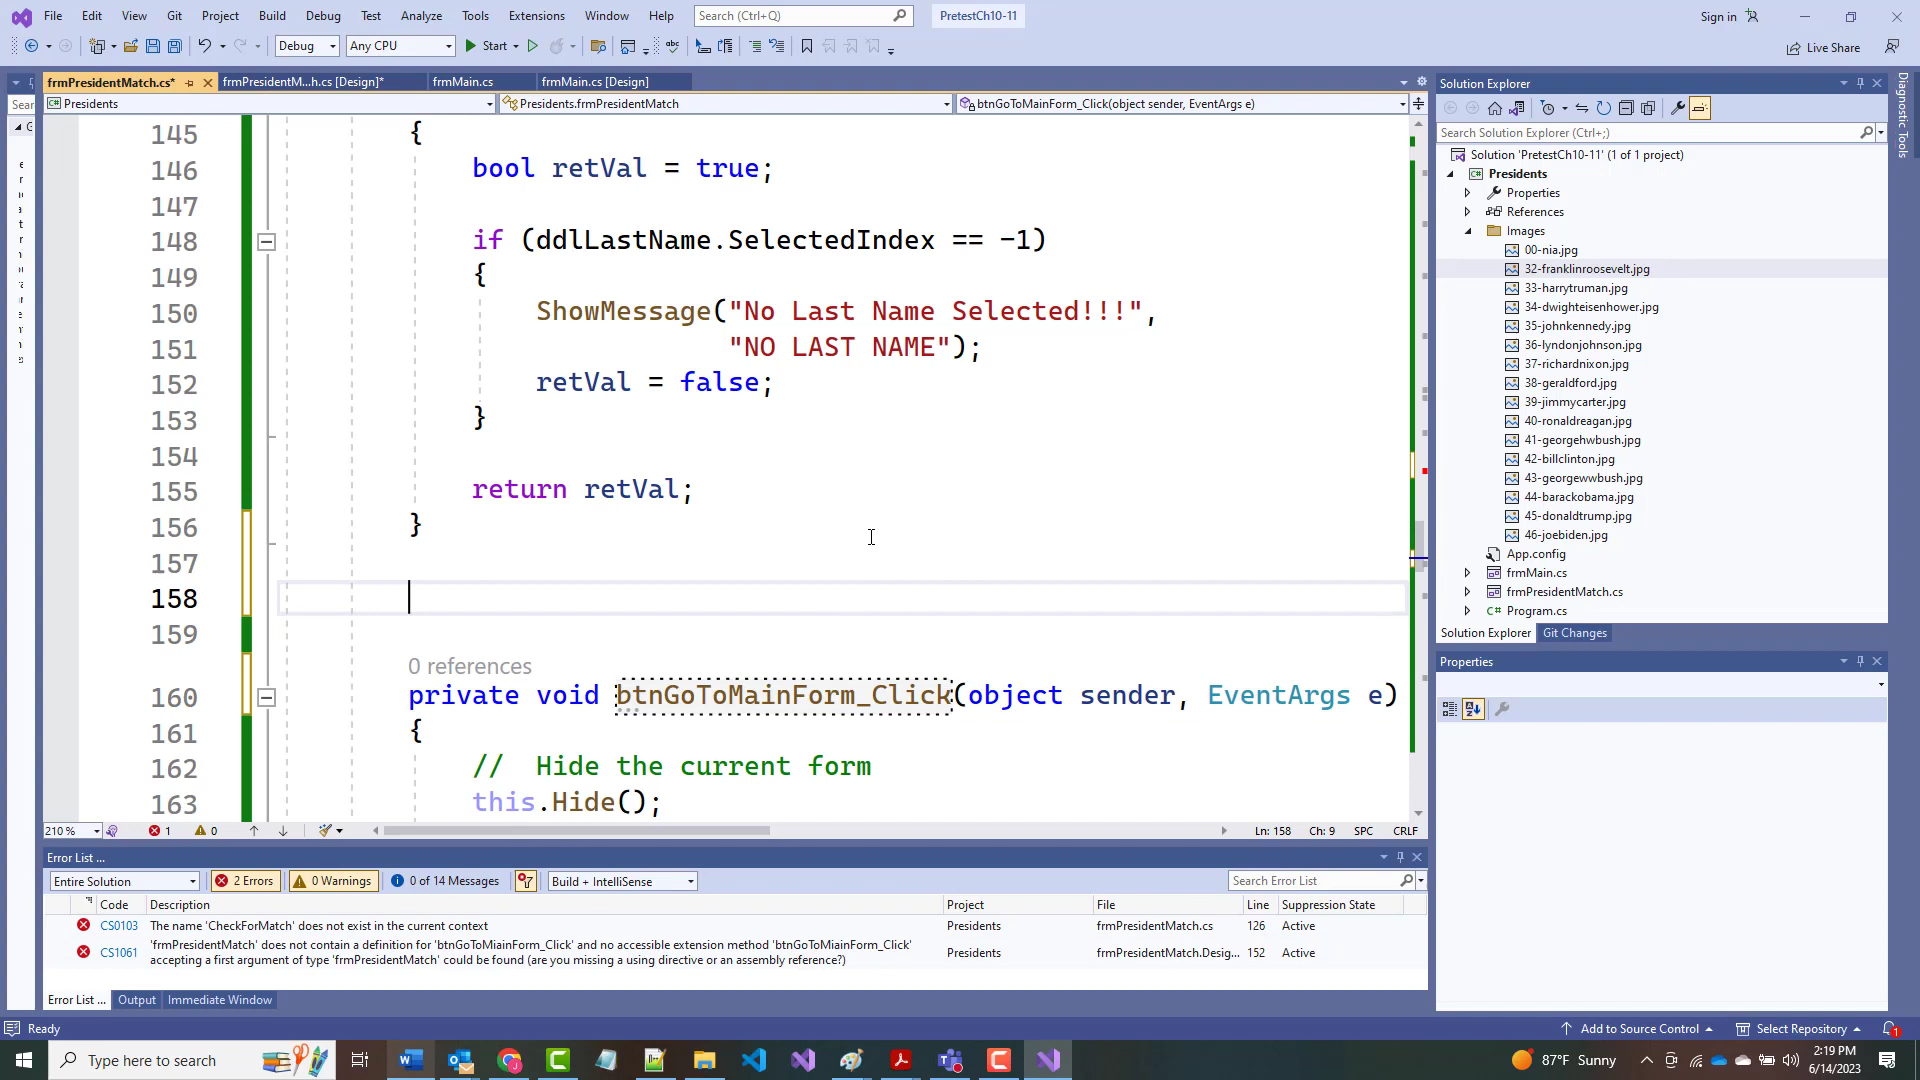 File Edit View Git Project Build Debug Test Analyze Tools Extensions Window Help Search (Ctrl+Q) PretestCh10-11 Sign in
Debug Any CPU Start Live Share
frmPresidentMatch.cs* frmPresidentM...h.cs [Design]* frmMain.cs frmMain.cs [Design]
Presidents Presidents.frmPresidentMatch btnGoToMainForm_Click(object sender, EventArgs e)
145 {
146 bool retVal = true;
147
148 if (ddlLastName.SelectedIndex == -1)
149 {
150 ShowMessage("No Last Name Selected!!!",
151 "NO LAST NAME");
152 retVal = false;
153 }
154
155 return retVal;
156 }
157
158
159
0 references
160 private void btnGoToMainForm_Click(object sender, EventArgs e)
161 {
162 // Hide the current form
163 this.Hide();
210 % 1 0 Ln: 158 Ch: 9 SPC CRLF
Error List ...
Entire Solution 2 Errors 0 Warnings 0 of 14 Messages Build + IntelliSense Search Error List
Code Description Project File Line Suppression State
CS0103 The name 'CheckForMatch' does not exist in the current context Presidents frmPresidentMatch.cs 126 Active
CS1061 'frmPresidentMatch' does not contain a definition for 'btnGoToMiainForm_Click' and no accessible extension method 'btnGoToMiainForm_Click'
accepting a first argument of type 'frmPresidentMatch' could be found (are you missing a using directive or an assembly reference?) Presidents frmPresidentMatch.Desig... 152 Active
Error List ... Output Immediate Window
Solution Explorer
Search Solution Explorer (Ctrl+;)
Solution 'PretestCh10-11' (1 of 1 project)
Presidents
Properties
References
Images
00-nia.jpg
32-franklinroosevelt.jpg
33-harrytruman.jpg
34-dwighteisenhower.jpg
35-johnkennedy.jpg
36-lyndonjohnson.jpg
37-richardnixon.jpg
38-geraldford.jpg
39-jimmycarter.jpg
40-ronaldreagan.jpg
41-georgehwbush.jpg
42-billclinton.jpg
43-georgewwbush.jpg
44-barackobama.jpg
45-donaldtrump.jpg
46-joebiden.jpg
App.config
frmMain.cs
frmPresidentMatch.cs
Program.cs
Solution Explorer Git Changes
Properties
Diagnostic Tools
Ready Add to Source Control Select Repository 1
Type here to search 87°F Sunny 2:19 PM
6/14/2023